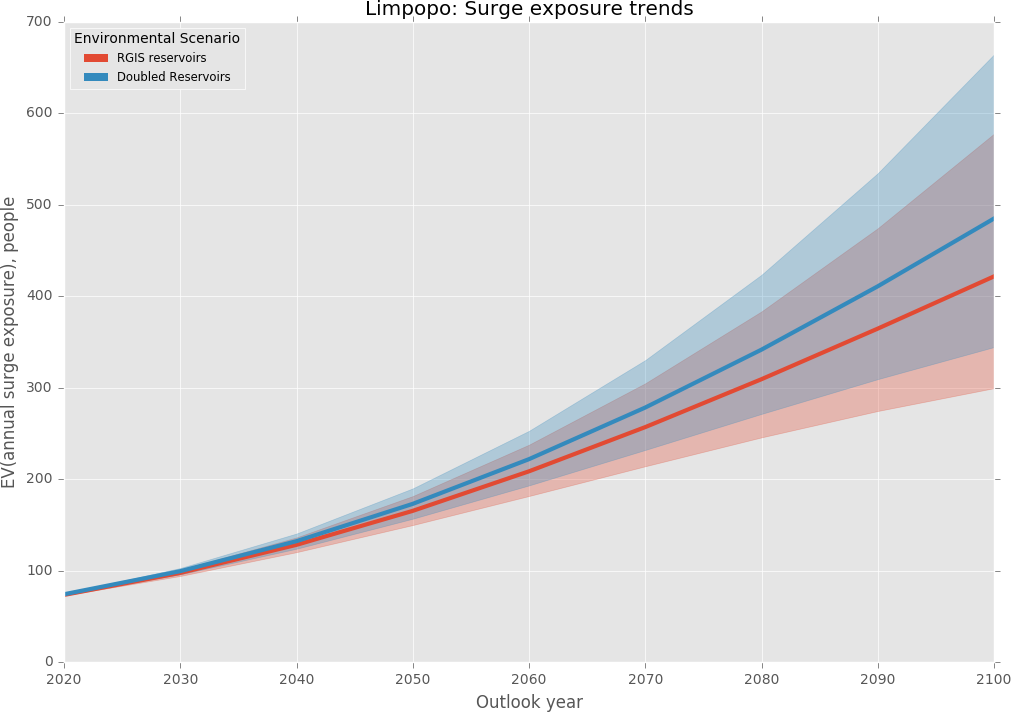 Limpopo: Surge exposure trends
Environmental Scenario
RGIS reservoirs
Doubled Reservoirs
EV(annual surge exposure), people
700
600
500
400
300
200
100
0
2020 2030 2040 2050 2060 2070 2080 2090 2100
Outlook year